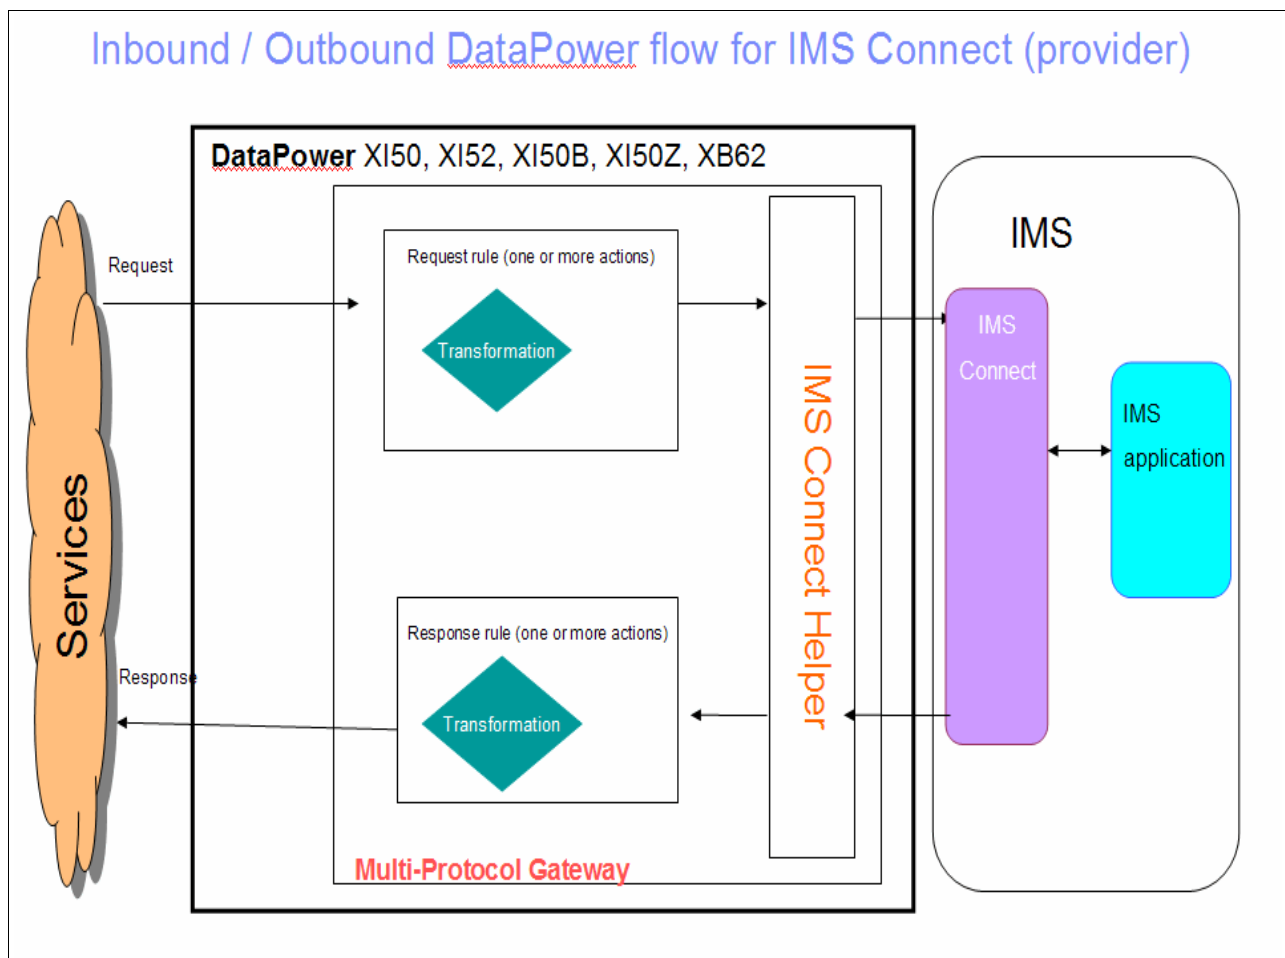 Inbound / Outbound DataPower flow for IMS Connect (provider)
DataPower XI50, XI52, XI50B, XI50Z, XB62
IMS
Request
Request rule (one or more actions)
Transformation
IMS
Connect
IMS Connect Helper
IMS
application
Services
Response rule (one or more actions)
Response
Transformation
Multi-Protocol Gateway